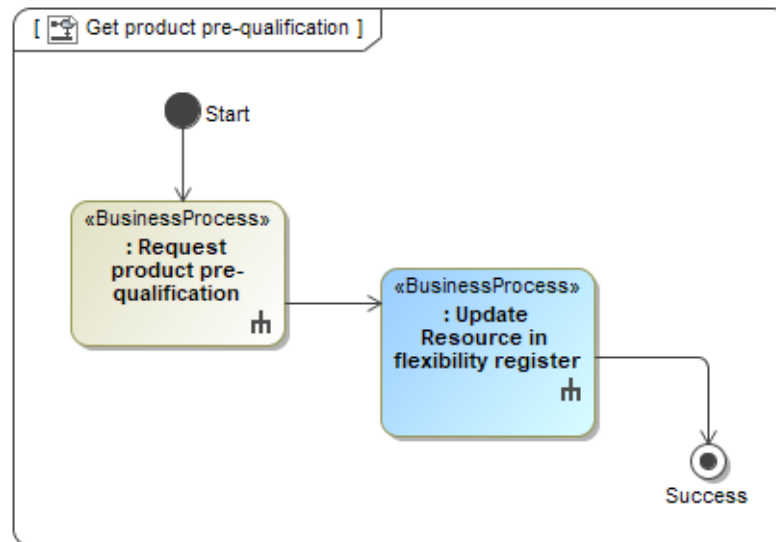 [ Get product pre-qualification ]
Start
«BusinessProcess»
: Request
product pre-
qualification
«BusinessProcess»
: Update
Resource in
flexibility register
Success